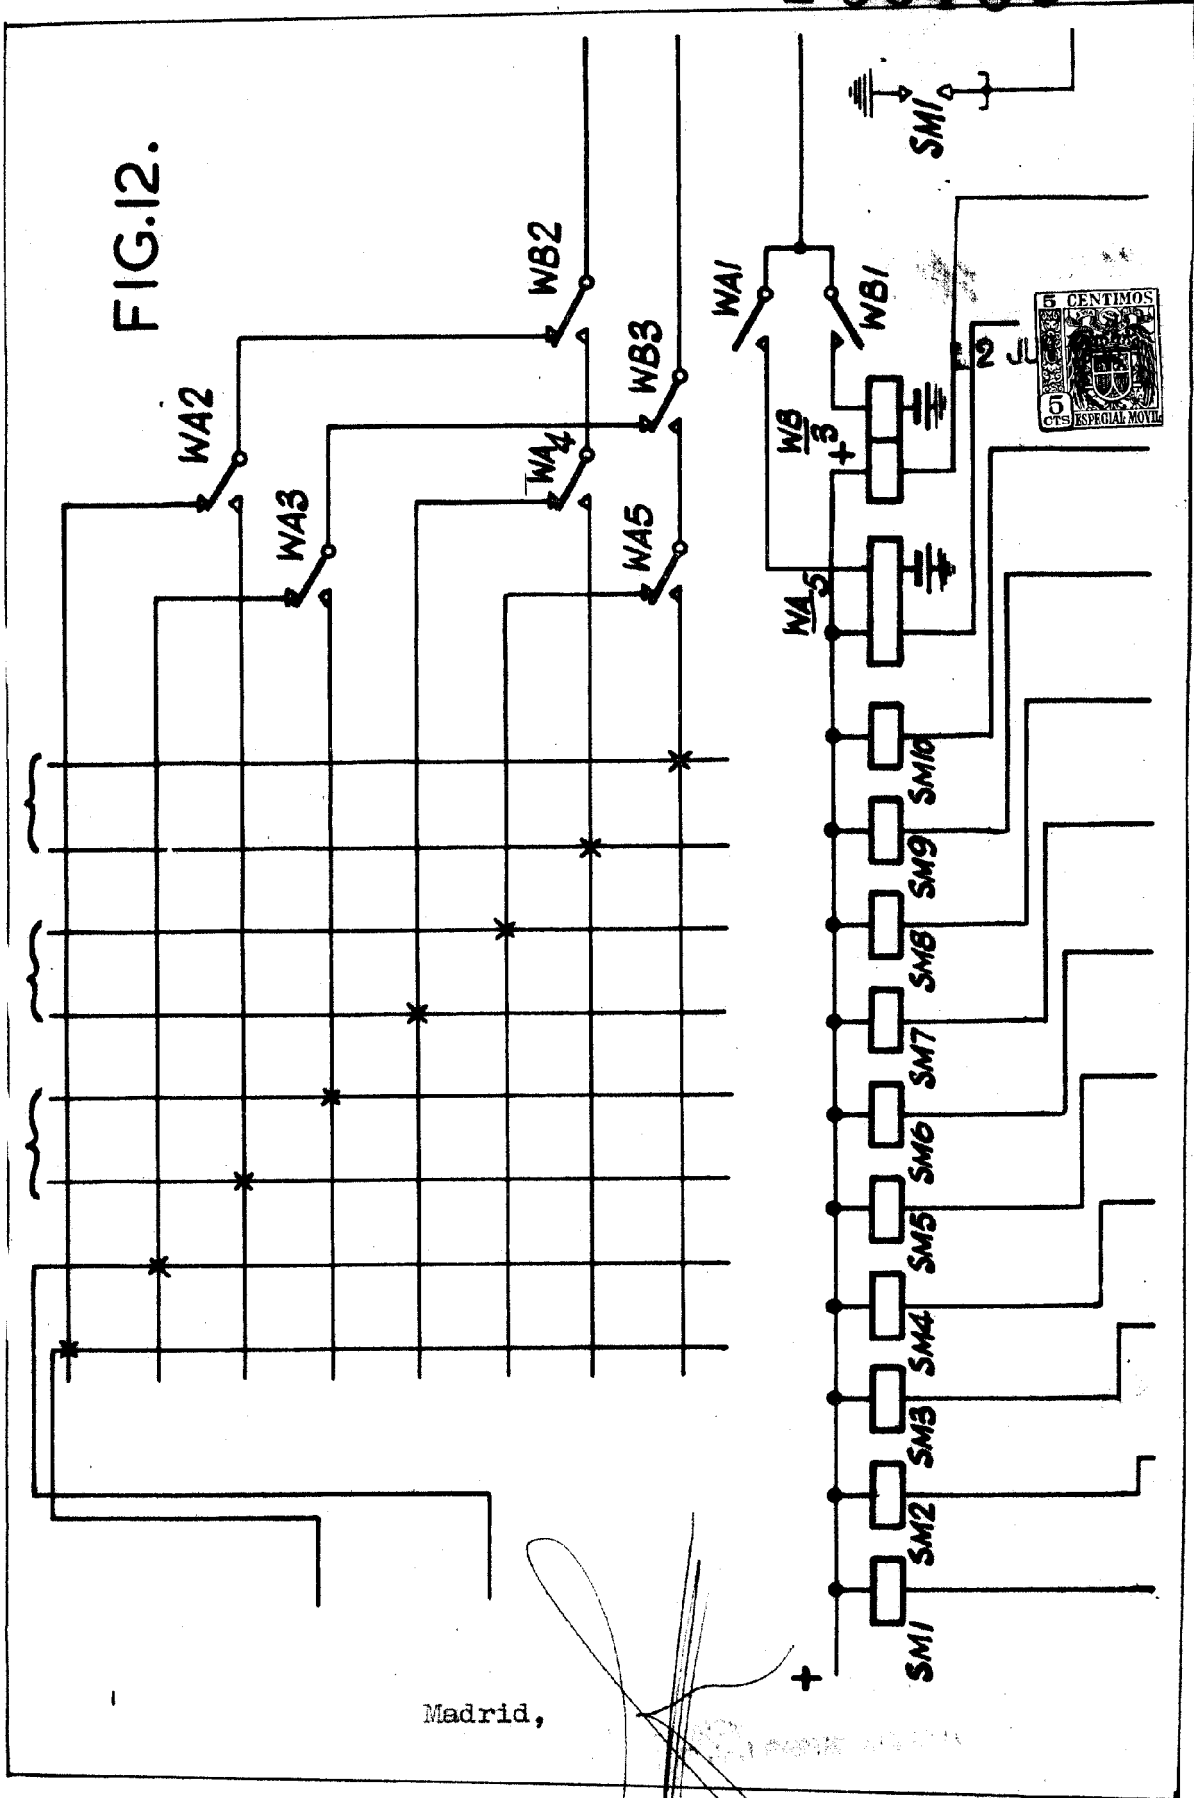 FIG.12.
WA2
WA3
WB2
WA4
WB3
WA5
WA1
WB1
SM1
WB
3
+
WA
5
SM10
SM9
SM8
SM7
SM6
SM5
SM4
SM3
SM2
SM1
+
2 JU
5 CENTIMOS
5
CTS
ESPECIAL MOVIL
Madrid,